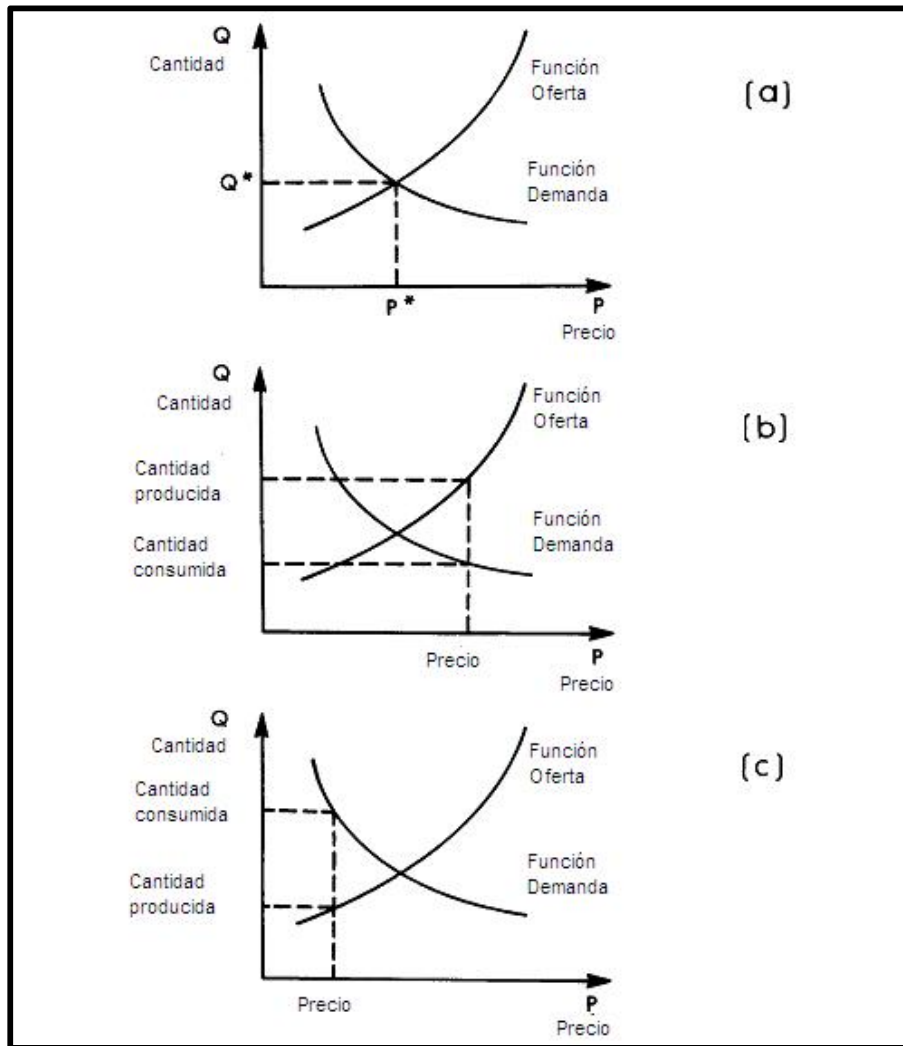 Q
Cantidad
Función
Oferta
(a)
Q*
Función
Demanda
P*
P
Precio
Q
Cantidad
Función
Oferta
(b)
Cantidad
producida
Función
Demanda
Cantidad
consumida
Precio
P
Precio
Q
Cantidad
Función
Oferta
(c)
Cantidad
consumida
Función
Demanda
Cantidad
producida
Precio
P
Precio